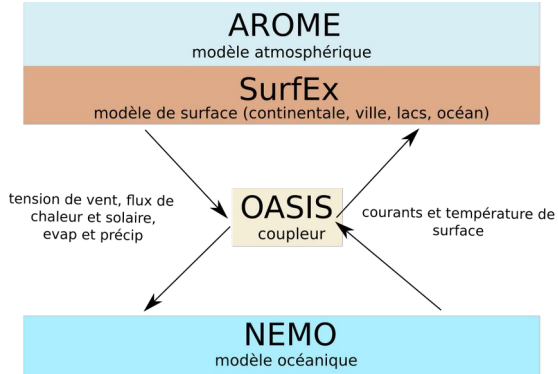 AROME
modèle atmosphérique
SurfEx
modèle de surface (continentale, ville, lacs, océan)
tension de vent, flux de
chaleur et solaire,
evap et précip
OASIS
coupleur
courants et température de
surface
NEMO
modèle océanique